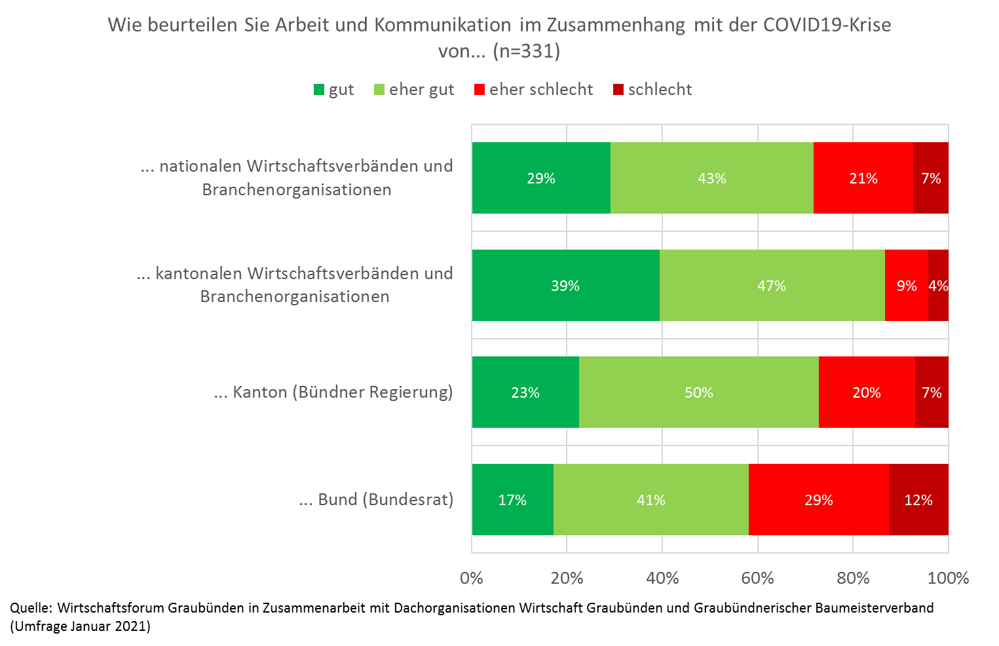 Wie beurteilen Sie Arbeit und Kommunikation im Zusammenhang mit der COVID19-Krise
von... (n=331)
gut eher gut eher schlecht schlecht
... nationalen Wirtschaftsverbänden und
Branchenorganisationen
29% 43% 21% 7%
... kantonalen Wirtschaftsverbänden und
Branchenorganisationen
39% 47% 9% 4%
... Kanton (Bündner Regierung)
23% 50% 20% 7%
... Bund (Bundesrat)
17% 41% 29% 12%
0% 20% 40% 60% 80% 100%
Quelle: Wirtschaftsforum Graubünden in Zusammenarbeit mit Dachorganisationen Wirtschaft Graubünden und Graubündnerischer Baumeisterverband
(Umfrage Januar 2021)